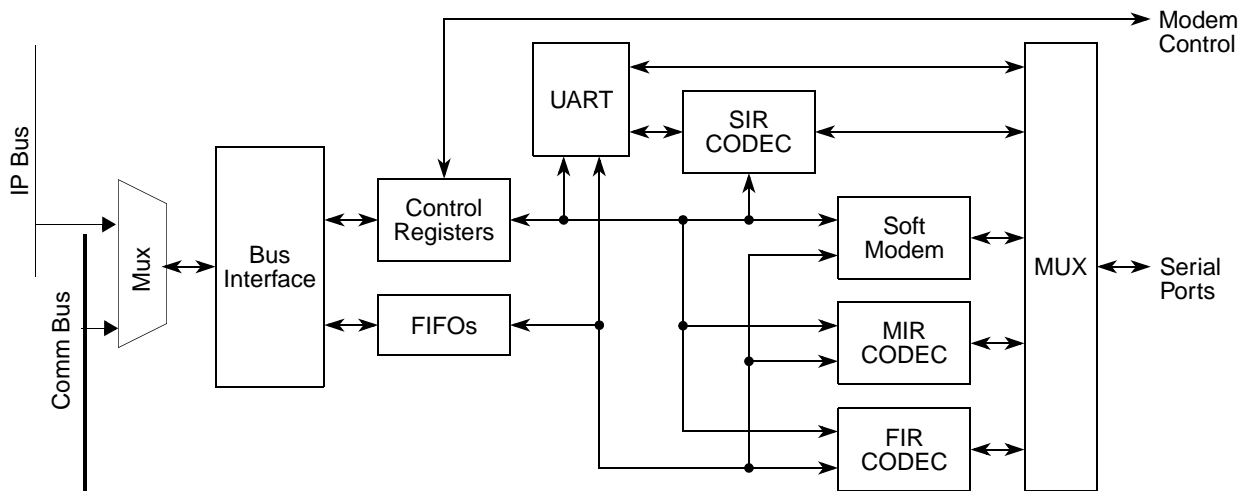 Modem
Control
IP Bus
UART
SIR
CODEC
Mux
Bus
Interface
Control
Registers
Soft
Modem
MUX
Serial
Ports
Comm Bus
FIFOs
MIR
CODEC
FIR
CODEC